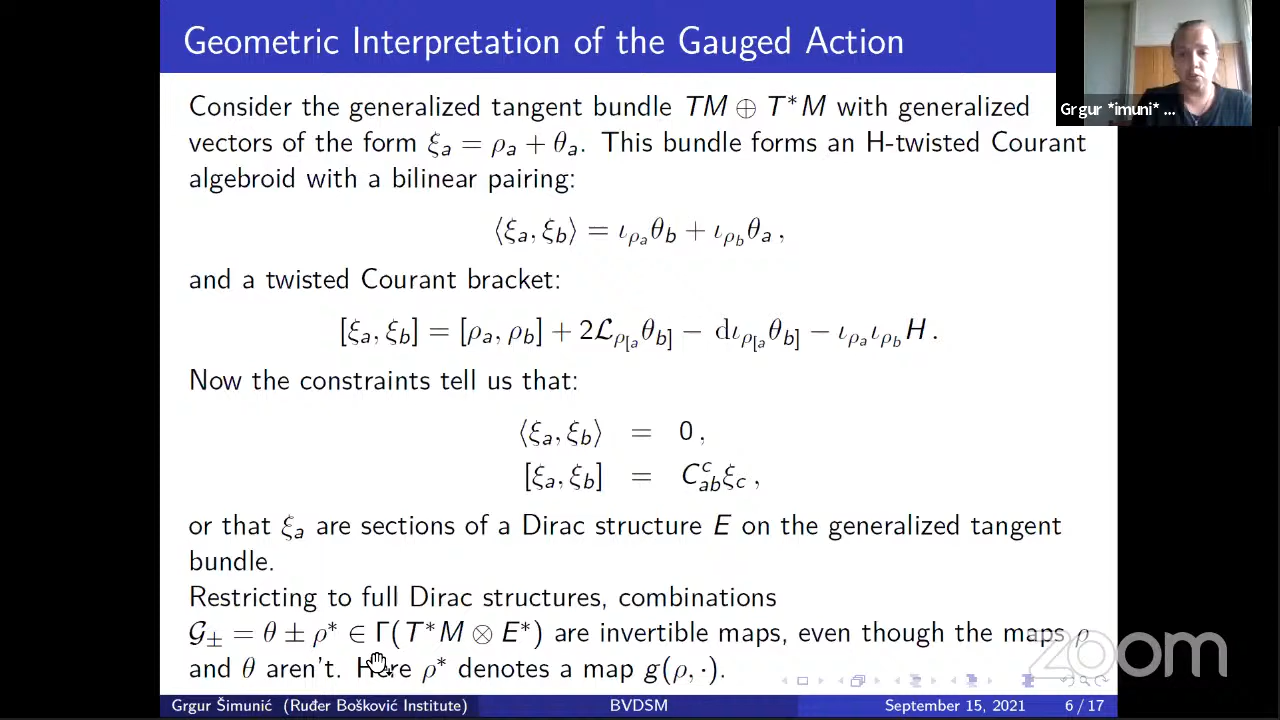 Geometric Interpretation of the Gauged Action
Grgur *imuni* ...
Consider the generalized tangent bundle TM ⊕ T*M with generalized
vectors of the form ξ_a = ρ_a + θ_a. This bundle forms an H-twisted Courant
algebroid with a bilinear pairing:
⟨ξ_a, ξ_b⟩ = ι_{ρ_a}θ_b + ι_{ρ_b}θ_a ,
and a twisted Courant bracket:
[ξ_a, ξ_b] = [ρ_a, ρ_b] + 2ℒ_{ρ_{[a}}θ_{b]} − dι_{ρ_{[a}}θ_{b]} − ι_{ρ_a}ι_{ρ_b}H .
Now the constraints tell us that:
⟨ξ_a, ξ_b⟩ = 0 ,
[ξ_a, ξ_b] = C^c_{ab}ξ_c ,
or that ξ_a are sections of a Dirac structure E on the generalized tangent
bundle.
Restricting to full Dirac structures, combinations
𝒢_± = θ ± ρ* ∈ Γ(T*M ⊗ E*) are invertible maps, even though the maps ρ
and θ aren't. Here ρ* denotes a map g(ρ, ·).
zoom
Grgur Šimunić (Ruđer Bošković Institute) BVDSM September 15, 2021 6 / 17